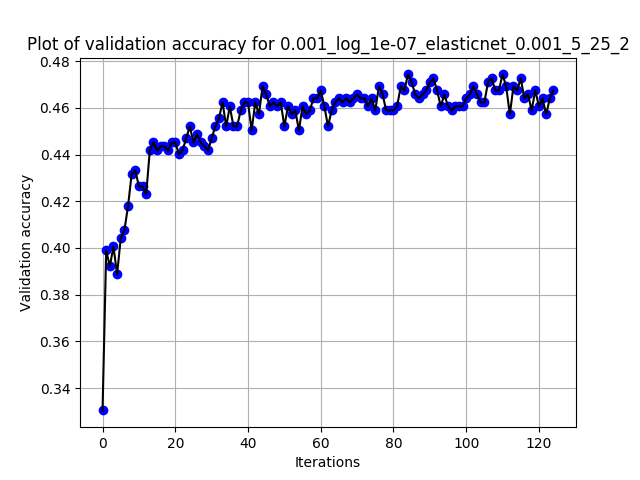 Plot of validation accuracy for 0.001_log_1e-07_elasticnet_0.001_5_25_2
0.48
0.46
0.44
0.42
0.40
0.38
0.36
0.34
Validation accuracy
0 20 40 60 80 100 120
Iterations